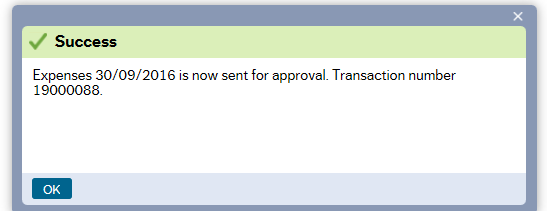 Success
Expenses 30/09/2016 is now sent for approval. Transaction number
19000088.
OK